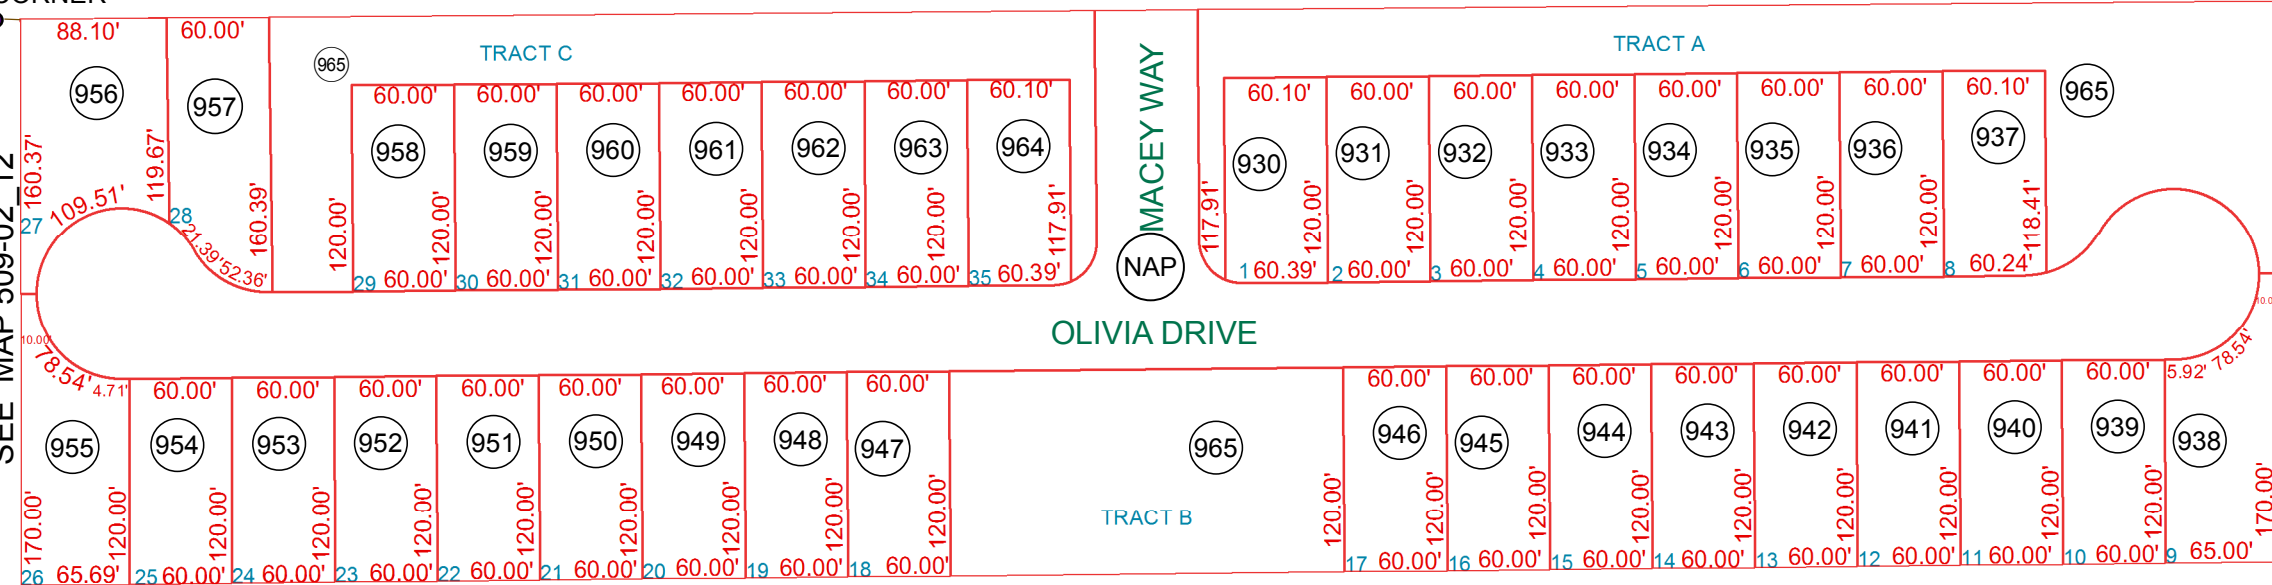 CORNER
SEE MAP 509-02_12
88.10'
60.00'
956
957
160.37'
119.67'
160.39'
27
109.51'
28
21.39'
52.36'
965
TRACT C
60.00' 60.00' 60.00' 60.00' 60.00' 60.00' 60.10'
958 959 960 961 962 963 964
120.00' 120.00' 120.00' 120.00' 120.00' 120.00' 120.00' 117.91'
29 60.00' 30 60.00' 31 60.00' 32 60.00' 33 60.00' 34 60.00' 35 60.39'
MACEY WAY
NAP
TRACT A
60.10' 60.00' 60.00' 60.00' 60.00' 60.00' 60.00' 60.10'
965
930 931 932 933 934 935 936 937
117.91' 120.00' 120.00' 120.00' 120.00' 120.00' 120.00' 120.00' 118.41'
1 60.39' 2 60.00' 3 60.00' 4 60.00' 5 60.00' 6 60.00' 7 60.00' 8 60.24'
OLIVIA DRIVE
10.00'
78.54'
4.71'
60.00' 60.00' 60.00' 60.00' 60.00' 60.00' 60.00' 60.00'
955 954 953 952 951 950 949 948 947
170.00' 120.00' 120.00' 120.00' 120.00' 120.00' 120.00' 120.00' 120.00' 120.00'
26 65.69' 25 60.00' 24 60.00' 23 60.00' 22 60.00' 21 60.00' 20 60.00' 19 60.00' 18 60.00'
965
TRACT B
60.00' 60.00' 60.00' 60.00' 60.00' 60.00' 60.00' 60.00' 5.92'
78.54'
946 945 944 943 942 941 940 939 938
120.00' 120.00' 120.00' 120.00' 120.00' 120.00' 120.00' 120.00' 120.00' 170.00'
17 60.00' 16 60.00' 15 60.00' 14 60.00' 13 60.00' 12 60.00' 11 60.00' 10 60.00' 9 65.00'